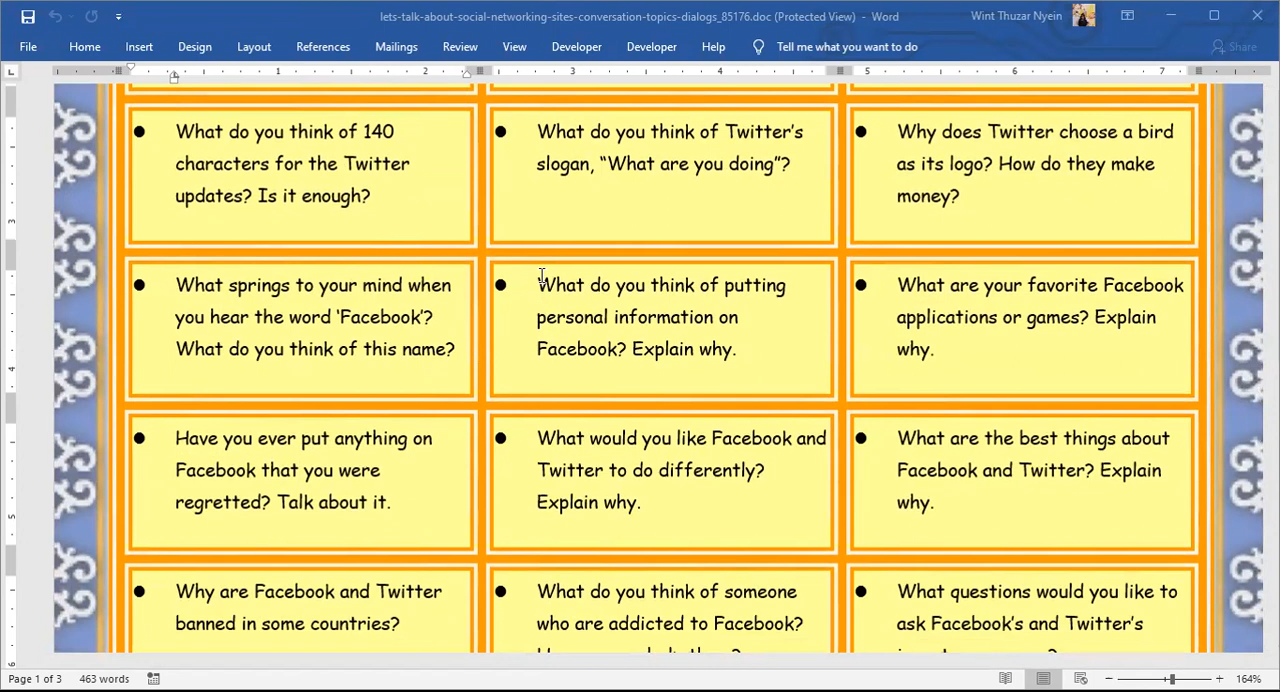 lets-talk-about-social-networking-sites-conversation-topics-dialogs_85176.doc (Protected View) - Word
Wint Thuzar Nyein
File Home Insert Design Layout References Mailings Review View Developer Developer Help Tell me what you want to do Share
1 2 3 4 5 6 7
What do you think of 140
characters for the Twitter
updates? Is it enough?
What do you think of Twitter's
slogan, "What are you doing"?
Why does Twitter choose a bird
as its logo? How do they make
money?
What springs to your mind when
you hear the word 'Facebook'?
What do you think of this name?
What do you think of putting
personal information on
Facebook? Explain why.
What are your favorite Facebook
applications or games? Explain
why.
Have you ever put anything on
Facebook that you were
regretted? Talk about it.
What would you like Facebook and
Twitter to do differently?
Explain why.
What are the best things about
Facebook and Twitter? Explain
why.
Why are Facebook and Twitter
banned in some countries?
What do you think of someone
who are addicted to Facebook?
What questions would you like to
ask Facebook's and Twitter's
Page 1 of 3 463 words 164%